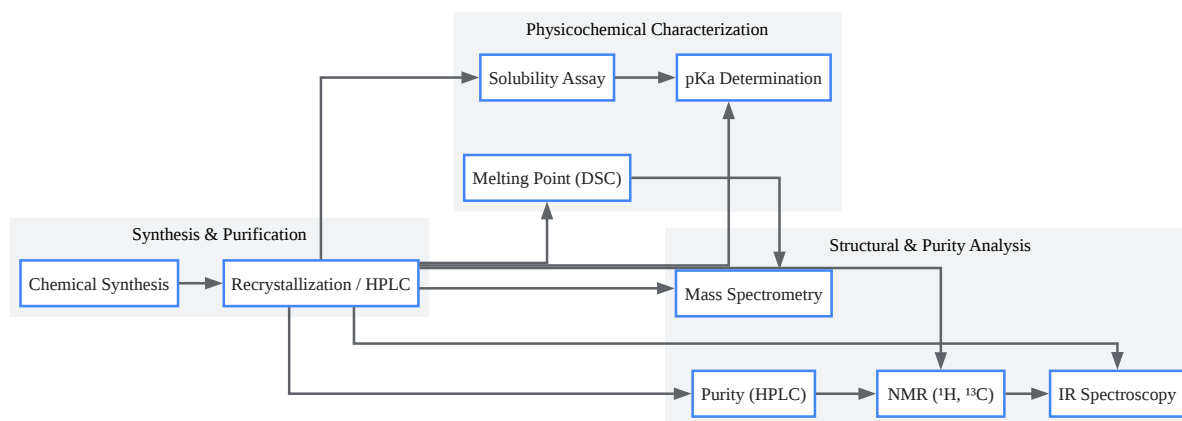 Physicochemical Characterization
Solubility Assay
pKa Determination
Melting Point (DSC)
Synthesis & Purification
Chemical Synthesis
Recrystallization / HPLC
Structural & Purity Analysis
Mass Spectrometry
Purity (HPLC)
NMR (¹H, ¹³C)
IR Spectroscopy